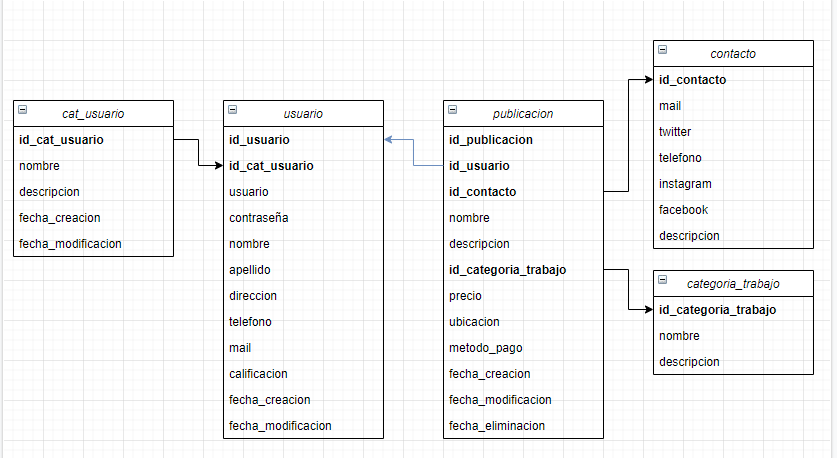 cat_usuario
id_cat_usuario
nombre
descripcion
fecha_creacion
fecha_modificacion
usuario
id_usuario
id_cat_usuario
usuario
contraseña
nombre
apellido
direccion
telefono
mail
calificacion
fecha_creacion
fecha_modificacion
publicacion
id_publicacion
id_usuario
id_contacto
nombre
descripcion
id_categoria_trabajo
precio
ubicacion
metodo_pago
fecha_creacion
fecha_modificacion
fecha_eliminacion
contacto
id_contacto
mail
twitter
telefono
instagram
facebook
descripcion
categoria_trabajo
id_categoria_trabajo
nombre
descripcion